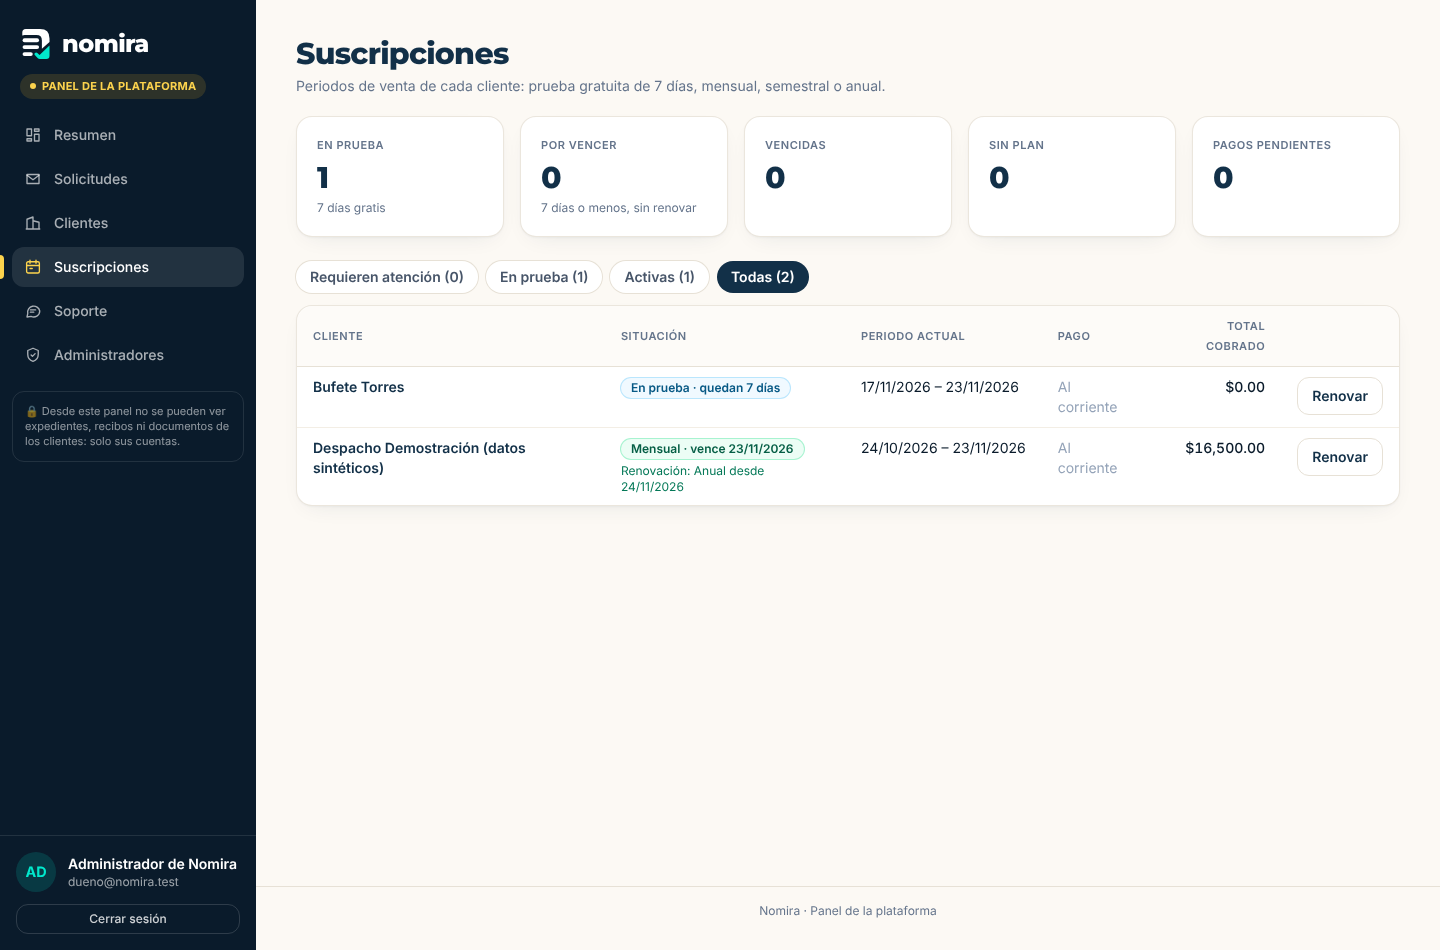 nomira
PANEL DE LA PLATAFORMA
Resumen
Solicitudes
Clientes
Suscripciones
Soporte
Administradores
🔒 Desde este panel no se pueden ver
expedientes, recibos ni documentos de
los clientes: solo sus cuentas.
AD
Administrador de Nomira
dueno@nomira.test
Cerrar sesión
Suscripciones
Periodos de venta de cada cliente: prueba gratuita de 7 días, mensual, semestral o anual.
EN PRUEBA
1
7 días gratis
POR VENCER
0
7 días o menos, sin renovar
VENCIDAS
0
SIN PLAN
0
PAGOS PENDIENTES
0
Requieren atención (0)
En prueba (1)
Activas (1)
Todas (2)
CLIENTE
SITUACIÓN
PERIODO ACTUAL
PAGO
TOTAL
COBRADO
Bufete Torres
En prueba · quedan 7 días
17/11/2026 – 23/11/2026
Al
corriente
$0.00
Renovar
Despacho Demostración (datos
sintéticos)
Mensual · vence 23/11/2026
Renovación: Anual desde
24/11/2026
24/10/2026 – 23/11/2026
Al
corriente
$16,500.00
Renovar
Nomira · Panel de la plataforma